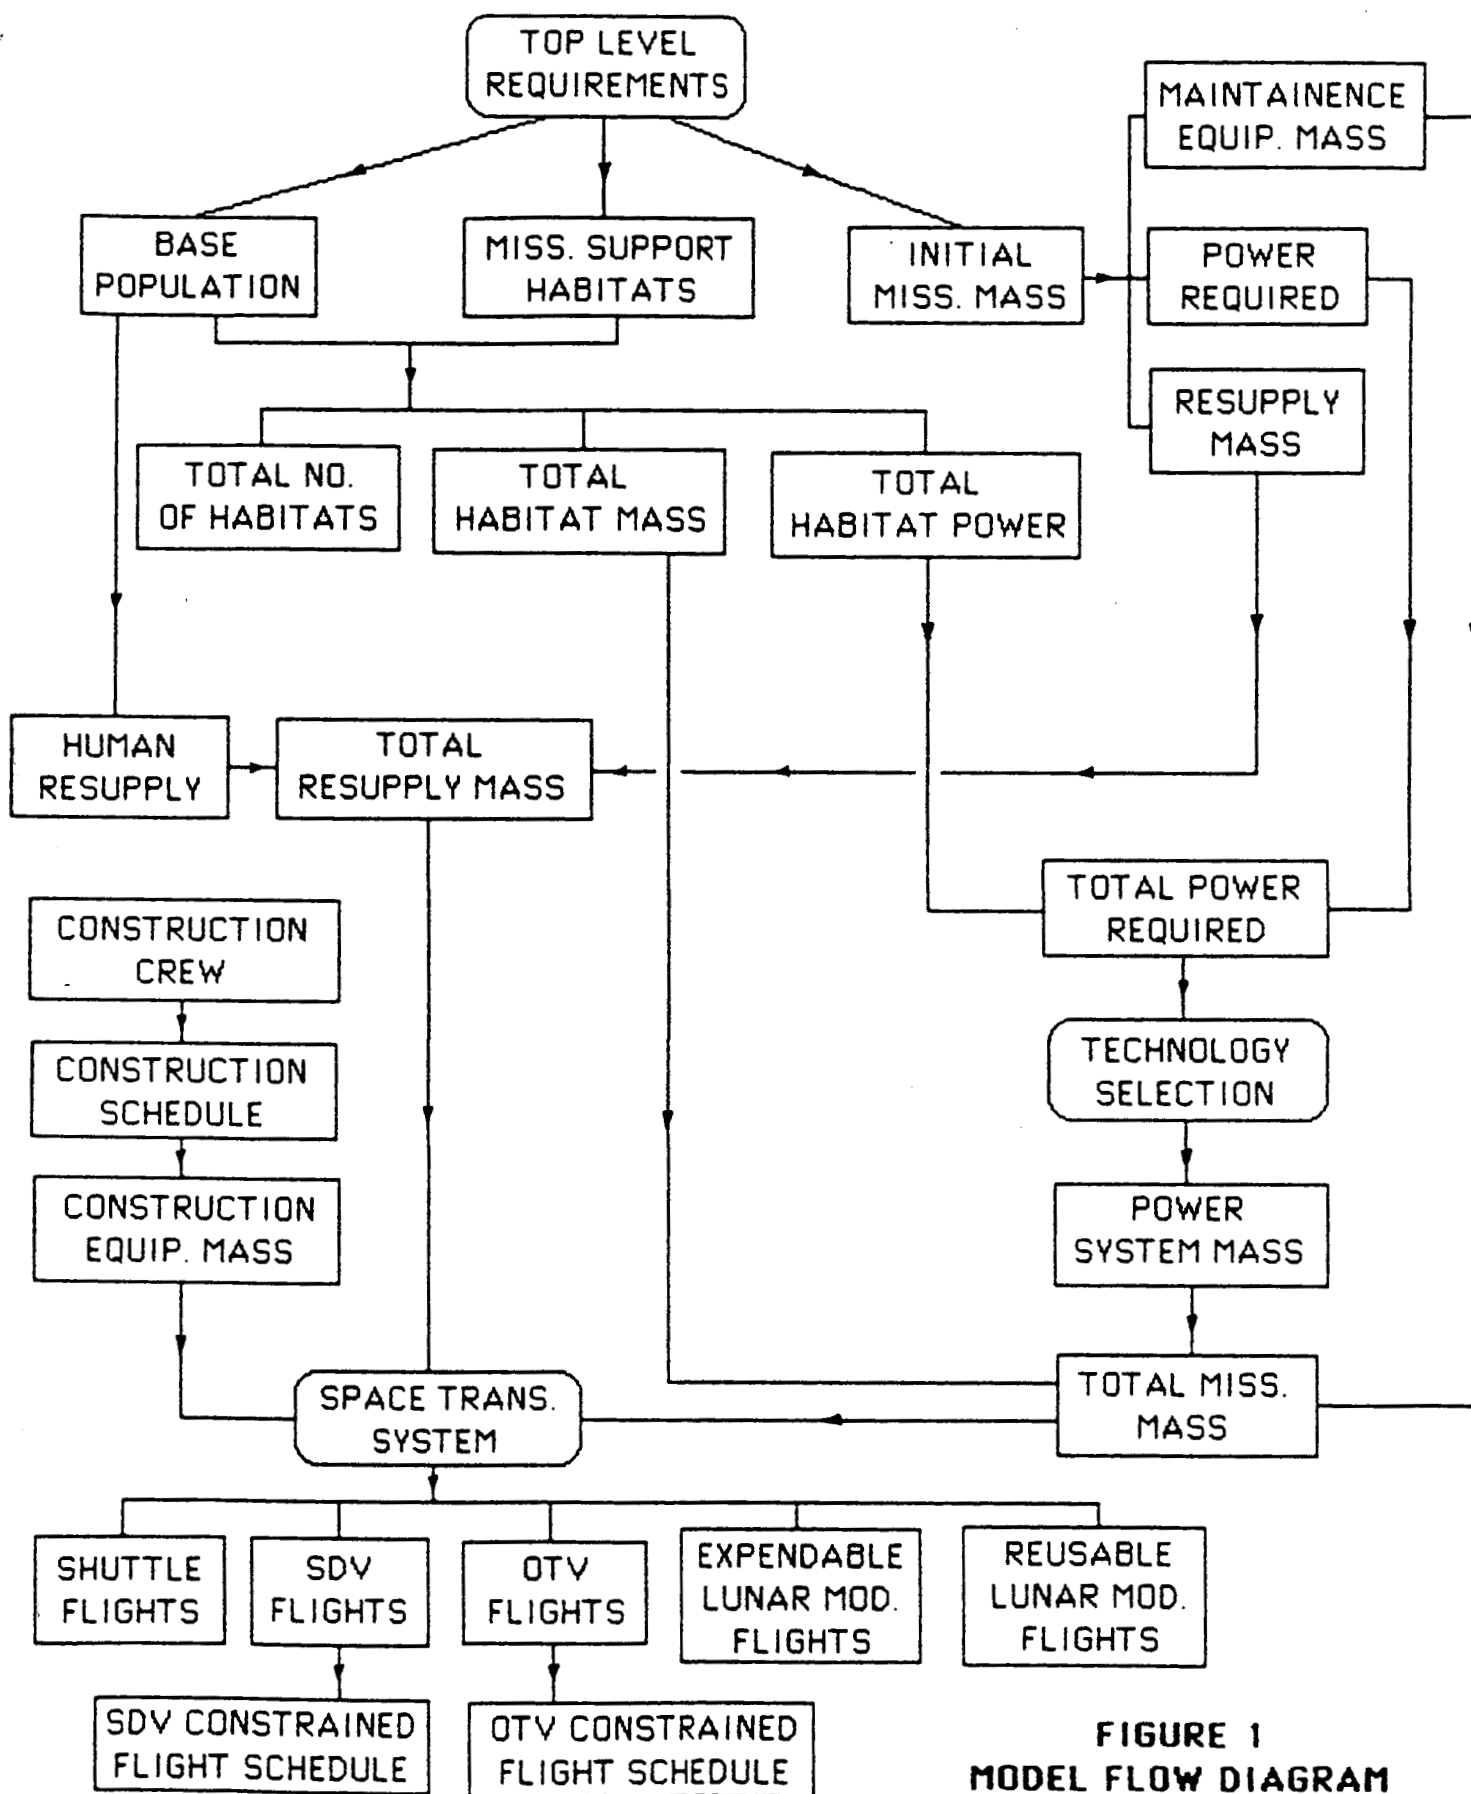 TOP LEVEL
REQUIREMENTS
MAINTAINENCE
EQUIP. MASS
BASE
POPULATION
MISS. SUPPORT
HABITATS
INITIAL
MISS. MASS
POWER
REQUIRED
RESUPPLY
MASS
TOTAL NO.
OF HABITATS
TOTAL
HABITAT MASS
TOTAL
HABITAT POWER
HUMAN
RESUPPLY
TOTAL
RESUPPLY MASS
TOTAL POWER
REQUIRED
CONSTRUCTION
CREW
TECHNOLOGY
SELECTION
CONSTRUCTION
SCHEDULE
CONSTRUCTION
EQUIP. MASS
POWER
SYSTEM MASS
SPACE TRANS.
SYSTEM
TOTAL MISS.
MASS
SHUTTLE
FLIGHTS
SDV
FLIGHTS
OTV
FLIGHTS
EXPENDABLE
LUNAR MOD.
FLIGHTS
REUSABLE
LUNAR MOD.
FLIGHTS
SDV CONSTRAINED
FLIGHT SCHEDULE
OTV CONSTRAINED
FLIGHT SCHEDULE
FIGURE 1
MODEL FLOW DIAGRAM